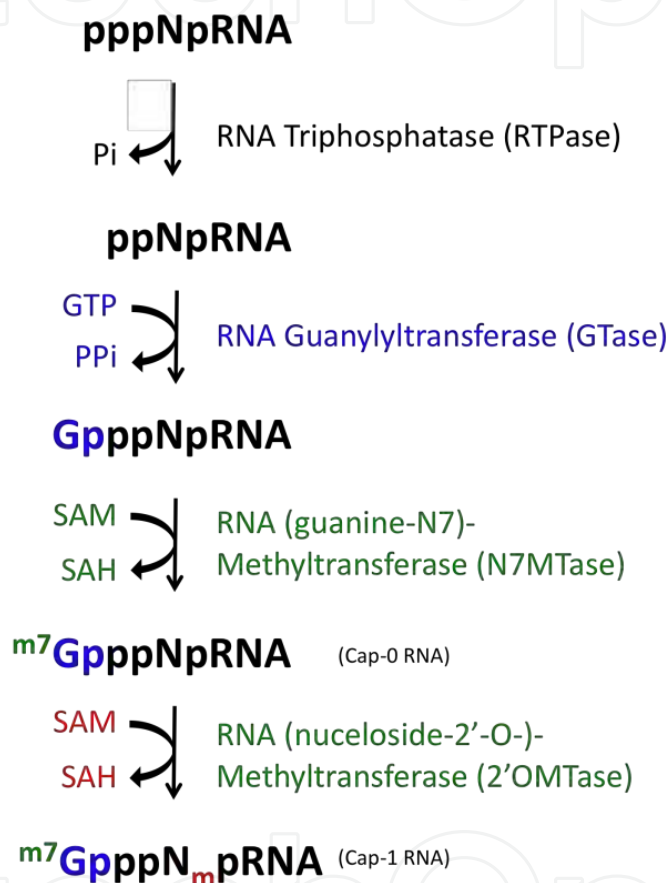 pppNpRNA
Pi
RNA Triphosphatase (RTPase)
ppNpRNA
GTP
PPi
RNA Guanylyltransferase (GTase)
GpppNpRNA
SAM
SAH
RNA (guanine-N7)-
Methyltransferase (N7MTase)
m7GpppNpRNA (Cap-0 RNA)
SAM
SAH
RNA (nuceloside-2’-O-)-
Methyltransferase (2’OMTase)
m7GpppNmpRNA (Cap-1 RNA)